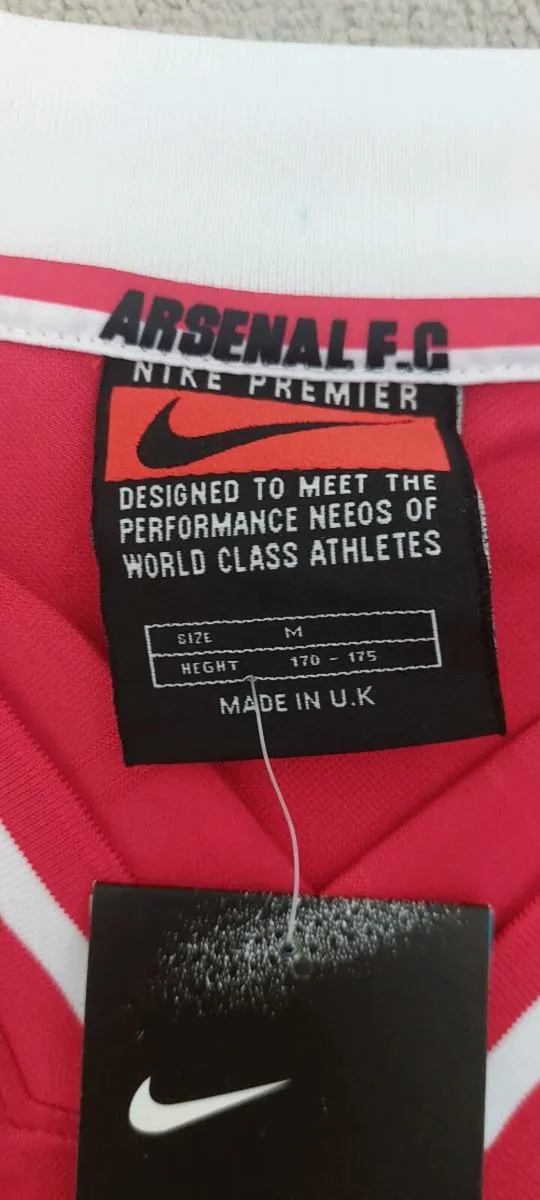 ARSENAL F.C
NIKE PREMIER
DESIGNED TO MEET THE
PERFORMANCE NEEOS OF
WORLD CLASS ATHLETES
SIZE M
HEGHT 170 - 175
MADE IN U.K